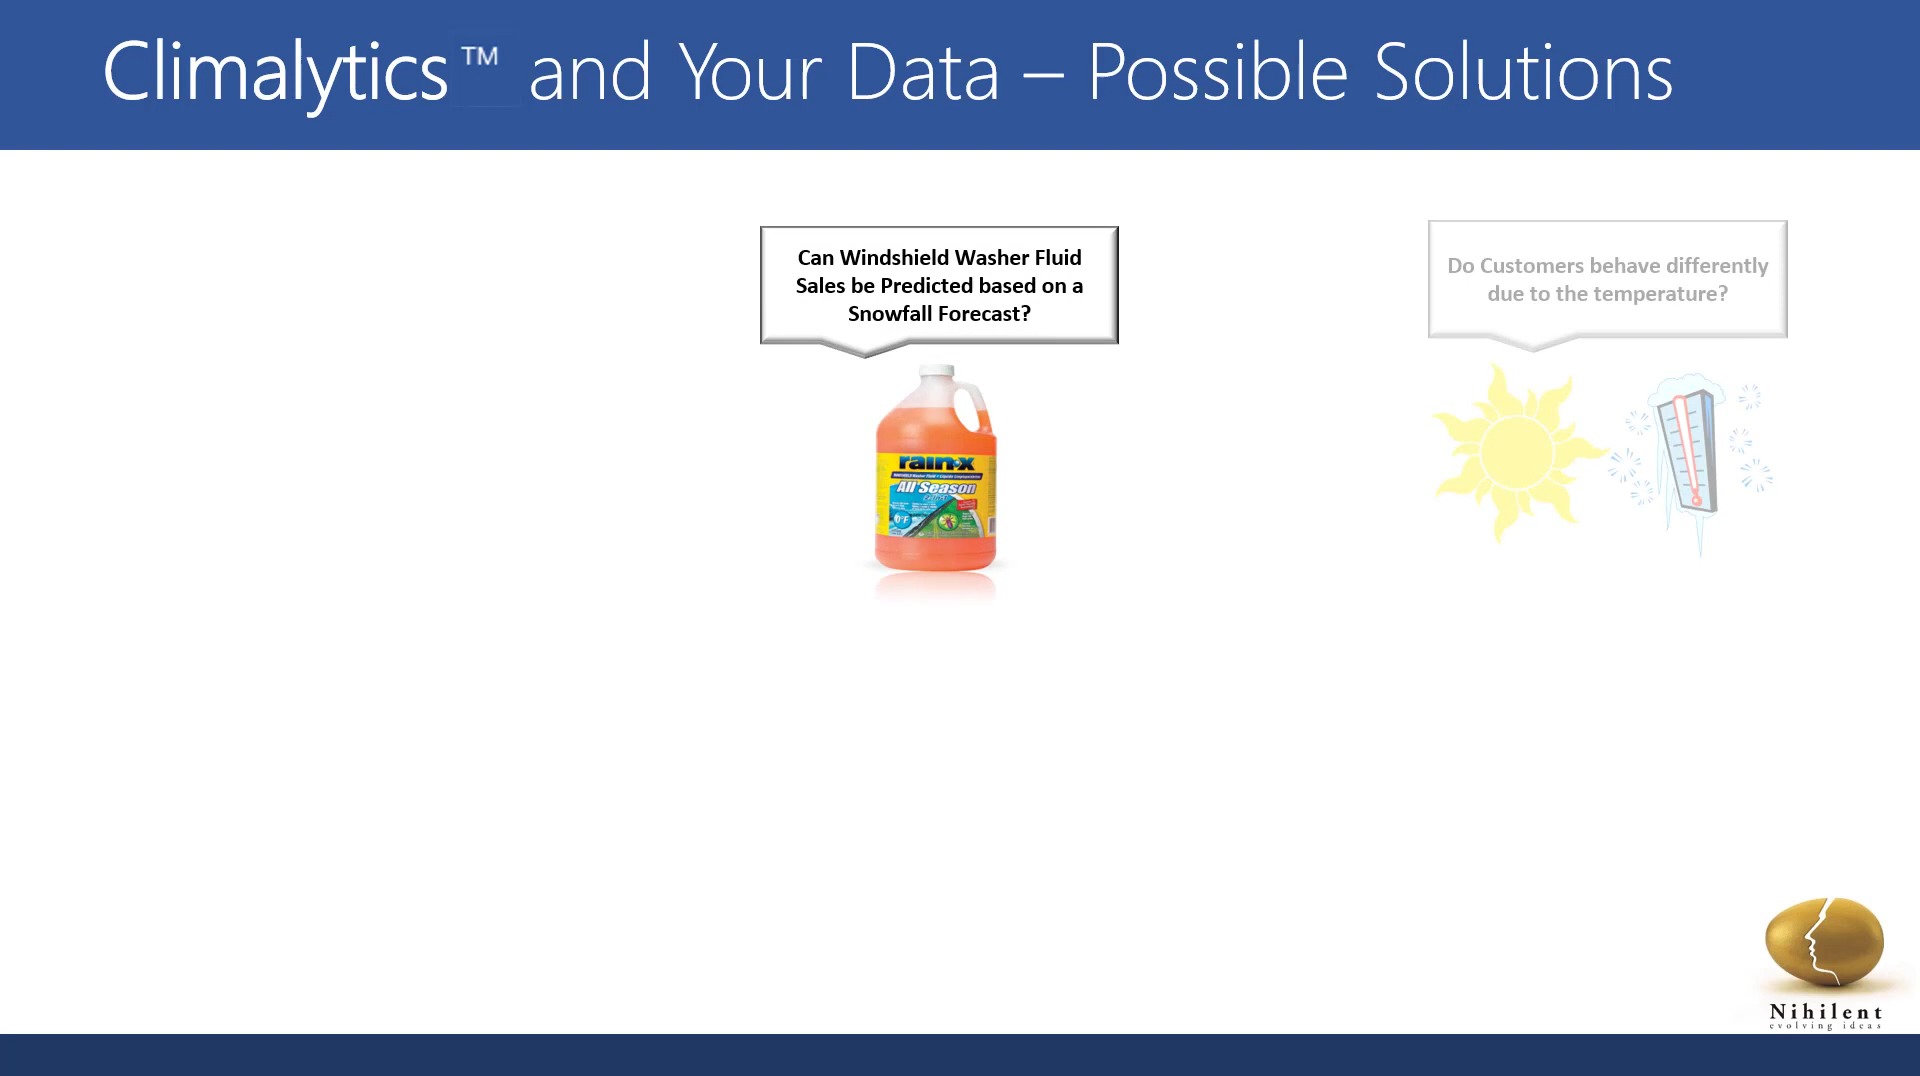 Climalytics™ and Your Data – Possible Solutions
Can Windshield Washer Fluid
Sales be Predicted based on a
Snowfall Forecast?
Do Customers behave differently
due to the temperature?
rain-x
All Season
0°F
Nihilent
evolving ideas